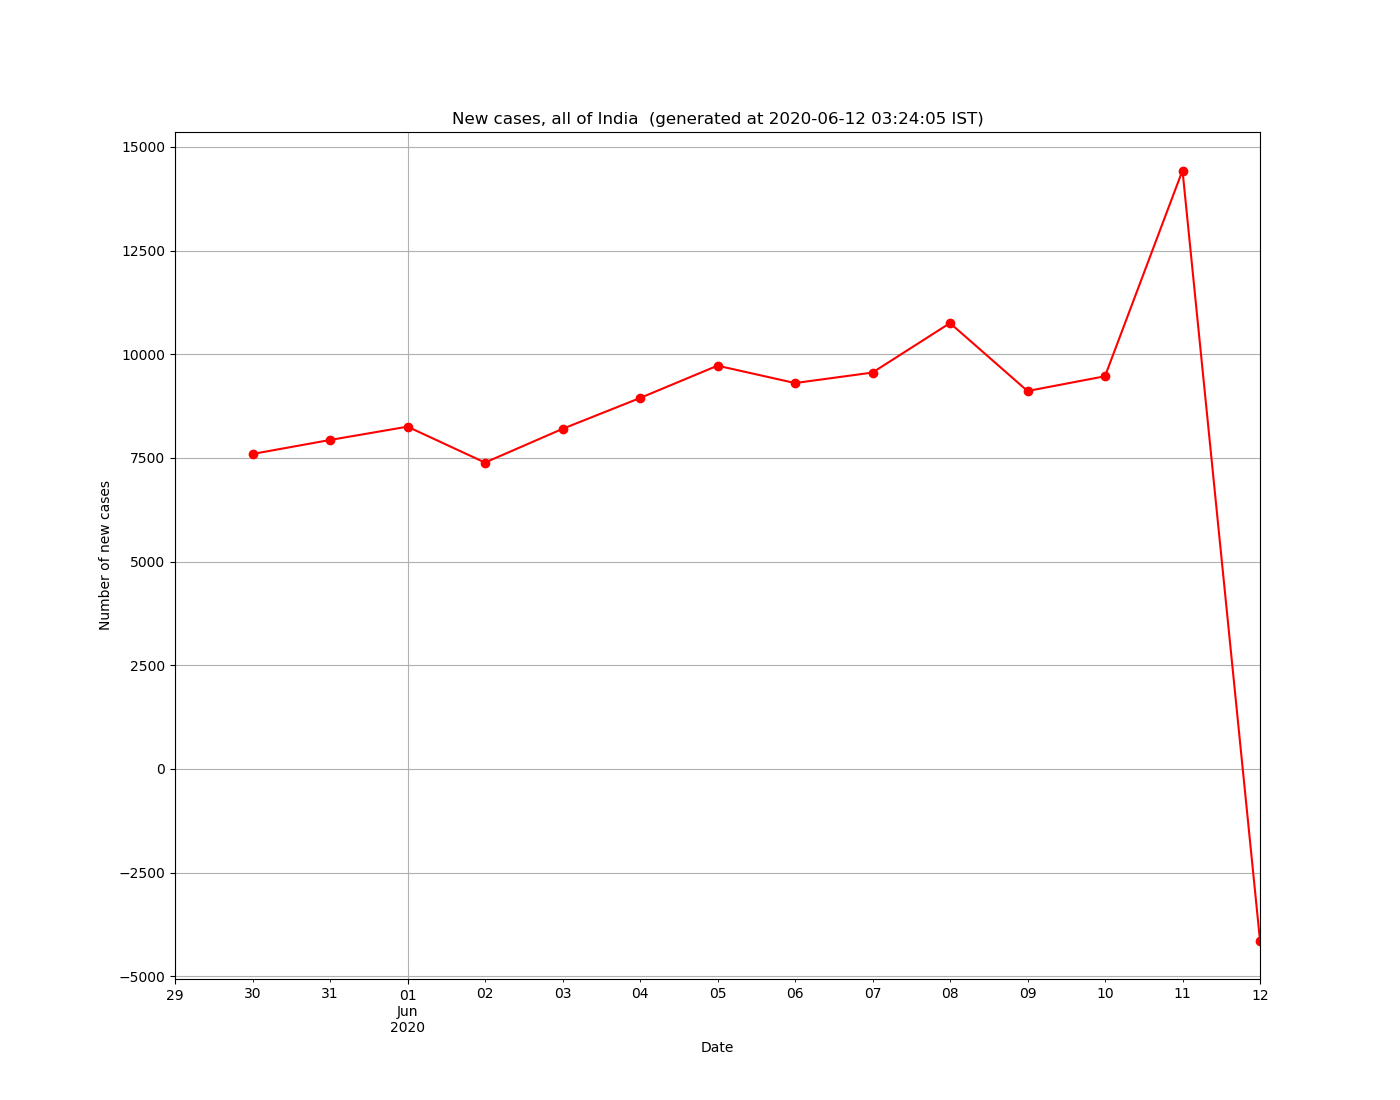 New cases, all of India  (generated at 2020-06-12 03:24:05 IST)
15000
12500
10000
7500
5000
2500
0
−2500
−5000
Number of new cases
29 30 31 01 02 03 04 05 06 07 08 09 10 11 12
Jun
2020
Date